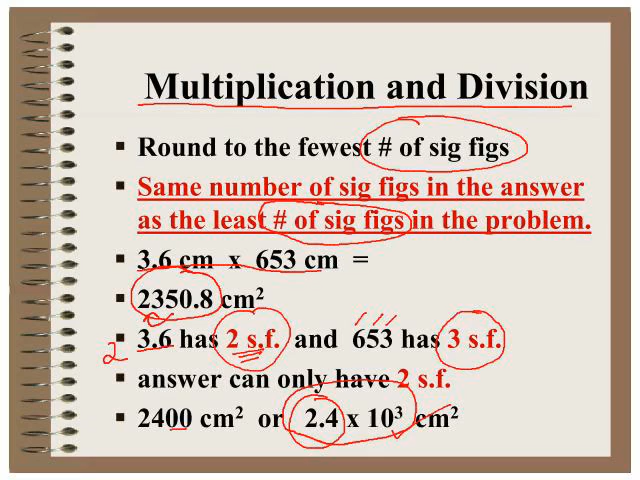 Multiplication and Division
▪ Round to the fewest # of sig figs
▪ Same number of sig figs in the answer
as the least # of sig figs in the problem.
▪ 3.6 cm x 653 cm =
▪ 2350.8 cm²
2 ▪ 3.6 has 2 s.f. and 653 has 3 s.f.
▪ answer can only have 2 s.f.
▪ 2400 cm² or 2.4 x 10³ cm²